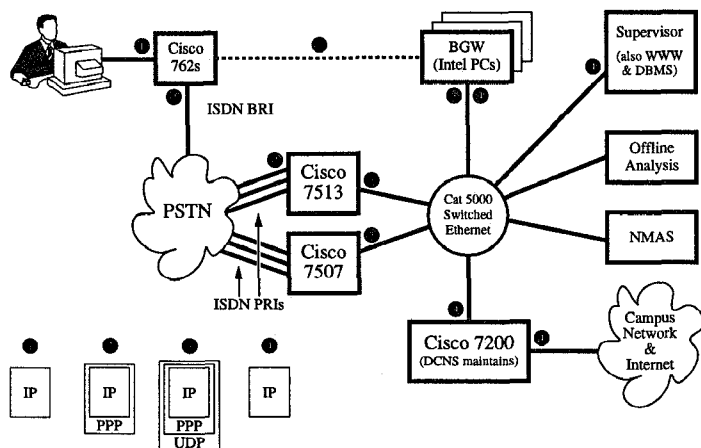 Cisco
762s
BGW
(Intel PCs)
Supervisor
(also WWW
& DBMS)
ISDN BRI
PSTN
Cisco
7513
Cisco
7507
ISDN PRIs
Cat 5000
Switched
Ethernet
Offline
Analysis
NMAS
Cisco 7200
(DCNS maintains)
Campus
Network
&
Internet
IP
IP
PPP
IP
PPP
UDP
IP